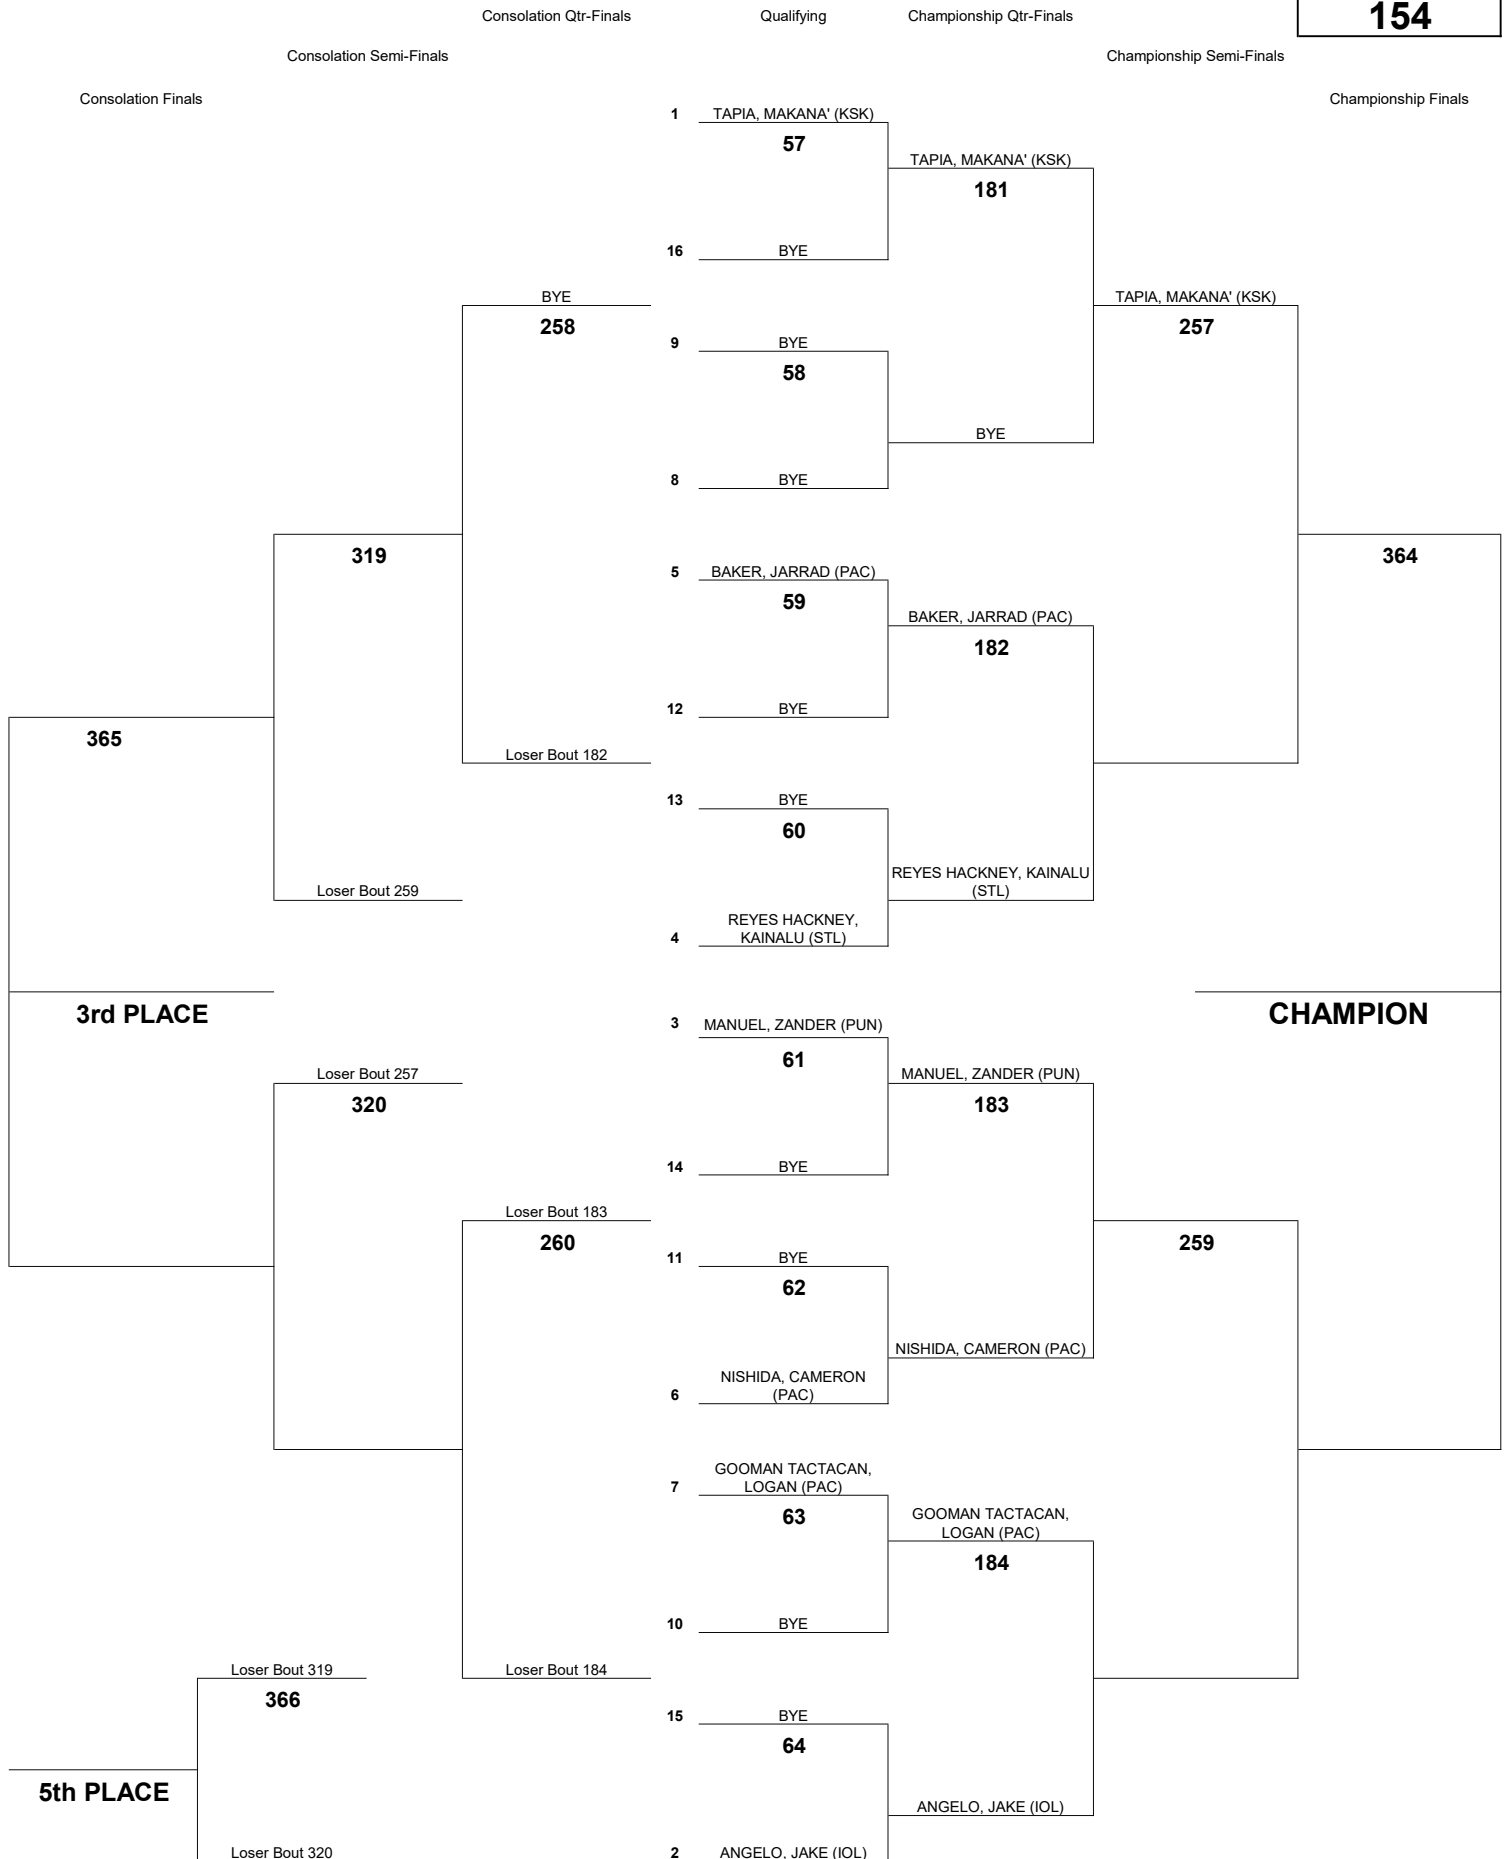 Consolation Qtr-Finals Qualifying Championship Qtr-Finals 154
Consolation Semi-Finals Championship Semi-Finals
Consolation Finals Championship Finals
1 TAPIA, MAKANA' (KSK)
57
TAPIA, MAKANA' (KSK)
181
16 BYE
BYE TAPIA, MAKANA' (KSK)
258 257
9 BYE
58
BYE
8 BYE
319 364
5 BAKER, JARRAD (PAC)
59
BAKER, JARRAD (PAC)
182
12 BYE
365
Loser Bout 182
13 BYE
60
REYES HACKNEY, KAINALU
(STL)
Loser Bout 259
REYES HACKNEY,
4 KAINALU (STL)
3rd PLACE CHAMPION
3 MANUEL, ZANDER (PUN)
61
Loser Bout 257 MANUEL, ZANDER (PUN)
320 183
14 BYE
Loser Bout 183
260 259
11 BYE
62
NISHIDA, CAMERON (PAC)
NISHIDA, CAMERON
6 (PAC)
GOOMAN TACTACAN,
7 LOGAN (PAC)
63
GOOMAN TACTACAN,
LOGAN (PAC)
184
10 BYE
Loser Bout 319 Loser Bout 184
366
15 BYE
64
5th PLACE
ANGELO, JAKE (IOL)
Loser Bout 320 2 ANGELO, JAKE (IOL)